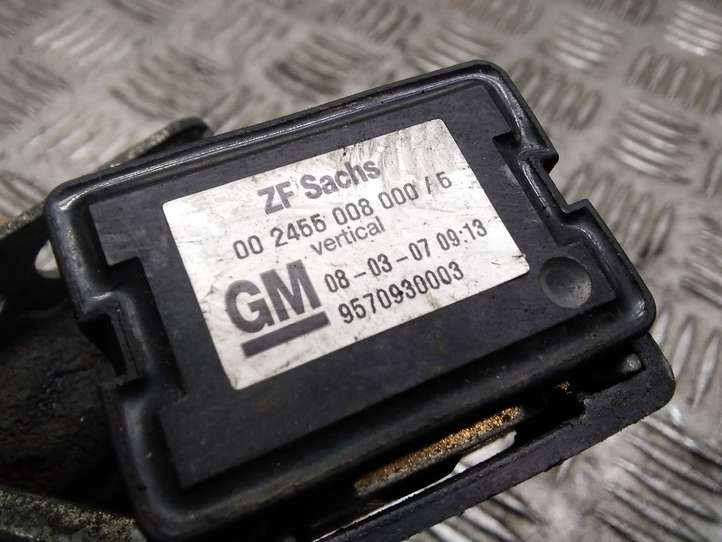 ZF Sachs
00 2455 008 000 / 5
vertical
GM
08-03-07 09:13
9570930003